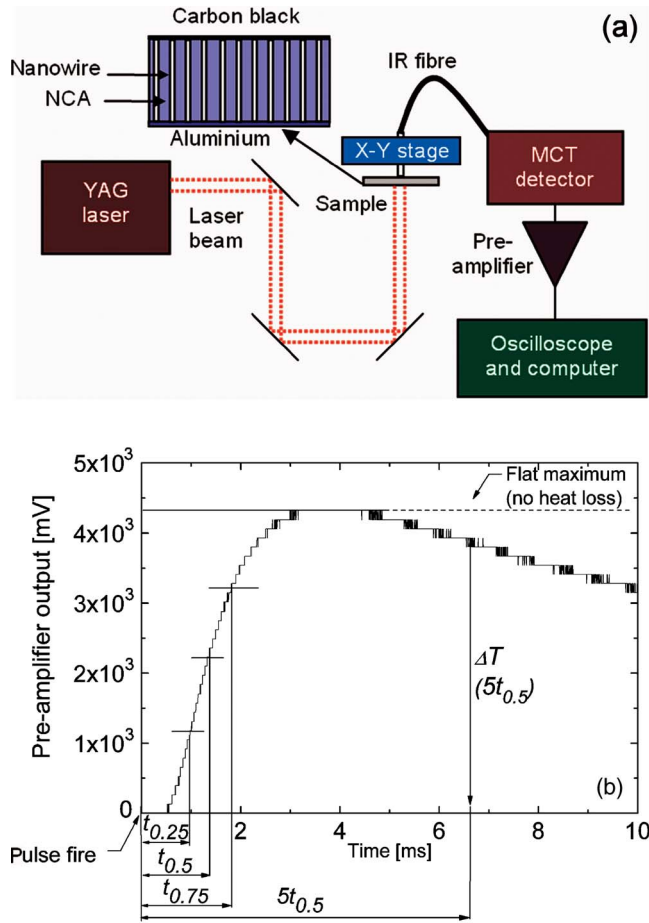 Carbon black
(a)
Nanowire
NCA
Aluminium
IR fibre
X-Y stage
MCT
detector
YAG
laser
Laser
beam
Sample
Pre-
amplifier
Oscilloscope
and computer
5x10³
4x10³
3x10³
2x10³
1x10³
0
Pre-amplifier output [mV]
Flat maximum
(no heat loss)
ΔT
(5t0.5)
(b)
2
4
6
8
10
Time [ms]
Pulse fire
t0.25
t0.5
t0.75
5t0.5